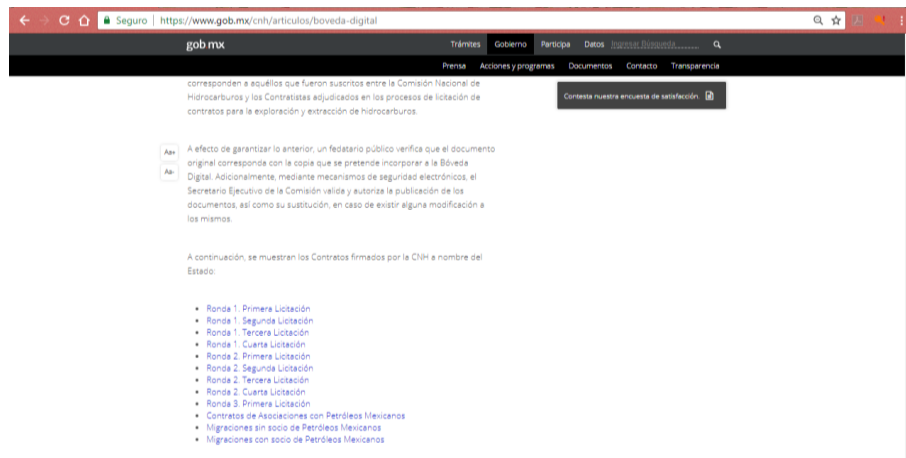 Seguro | https://www.gob.mx/cnh/articulos/boveda-digital
gob mx Trámites Gobierno Participa Datos Ingresar Búsqueda
Prensa Acciones y programas Documentos Contacto Transparencia
corresponden a aquéllos que fueron suscritos entre la Comisión Nacional de
Hidrocarburos y los Contratistas adjudicados en los procesos de licitación de
contratos para la exploración y extracción de hidrocarburos.
Contesta nuestra encuesta de satisfacción.
Aa+
Aa-
A efecto de garantizar lo anterior, un fedatario público verifica que el documento
original corresponda con la copia que se pretende incorporar a la Bóveda
Digital. Adicionalmente, mediante mecanismos de seguridad electrónicos, el
Secretario Ejecutivo de la Comisión valida y autoriza la publicación de los
documentos, así como su sustitución, en caso de existir alguna modificación a
los mismos.
A continuación, se muestran los Contratos firmados por la CNH a nombre del
Estado:
• Ronda 1. Primera Licitación
• Ronda 1. Segunda Licitación
• Ronda 1. Tercera Licitación
• Ronda 1. Cuarta Licitación
• Ronda 2. Primera Licitación
• Ronda 2. Segunda Licitación
• Ronda 2. Tercera Licitación
• Ronda 2. Cuarta Licitación
• Ronda 3. Primera Licitación
• Contratos de Asociaciones con Petróleos Mexicanos
• Migraciones sin socio de Petróleos Mexicanos
• Migraciones con socio de Petróleos Mexicanos